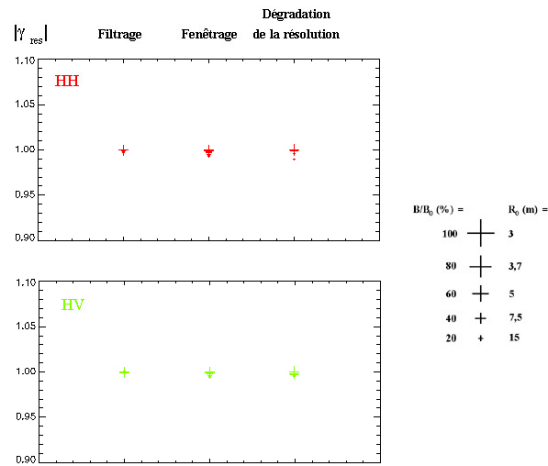 |γ res|
Filtrage
Fenêtrage
Dégradation
de la résolution
1.10
HH
1.05
1.00
0.95
0.90
1.10
HV
1.05
1.00
0.95
0.90
B/B0 (%) = R0 (m) =
100 3
80 3,7
60 5
40 7,5
20 15